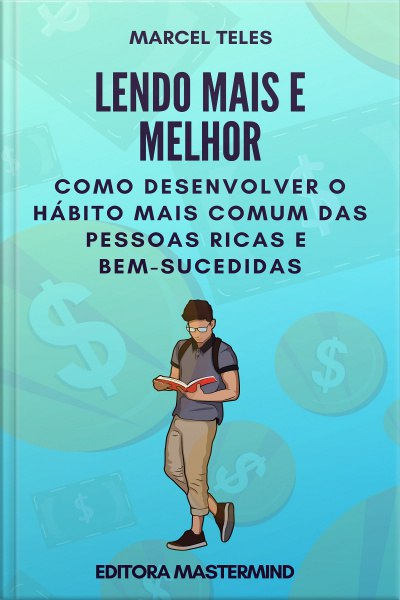 MARCEL TELES
LENDO MAIS E
MELHOR
COMO DESENVOLVER O
HÁBITO MAIS COMUM DAS
PESSOAS RICAS E
BEM-SUCEDIDAS
EDITORA MASTERMIND